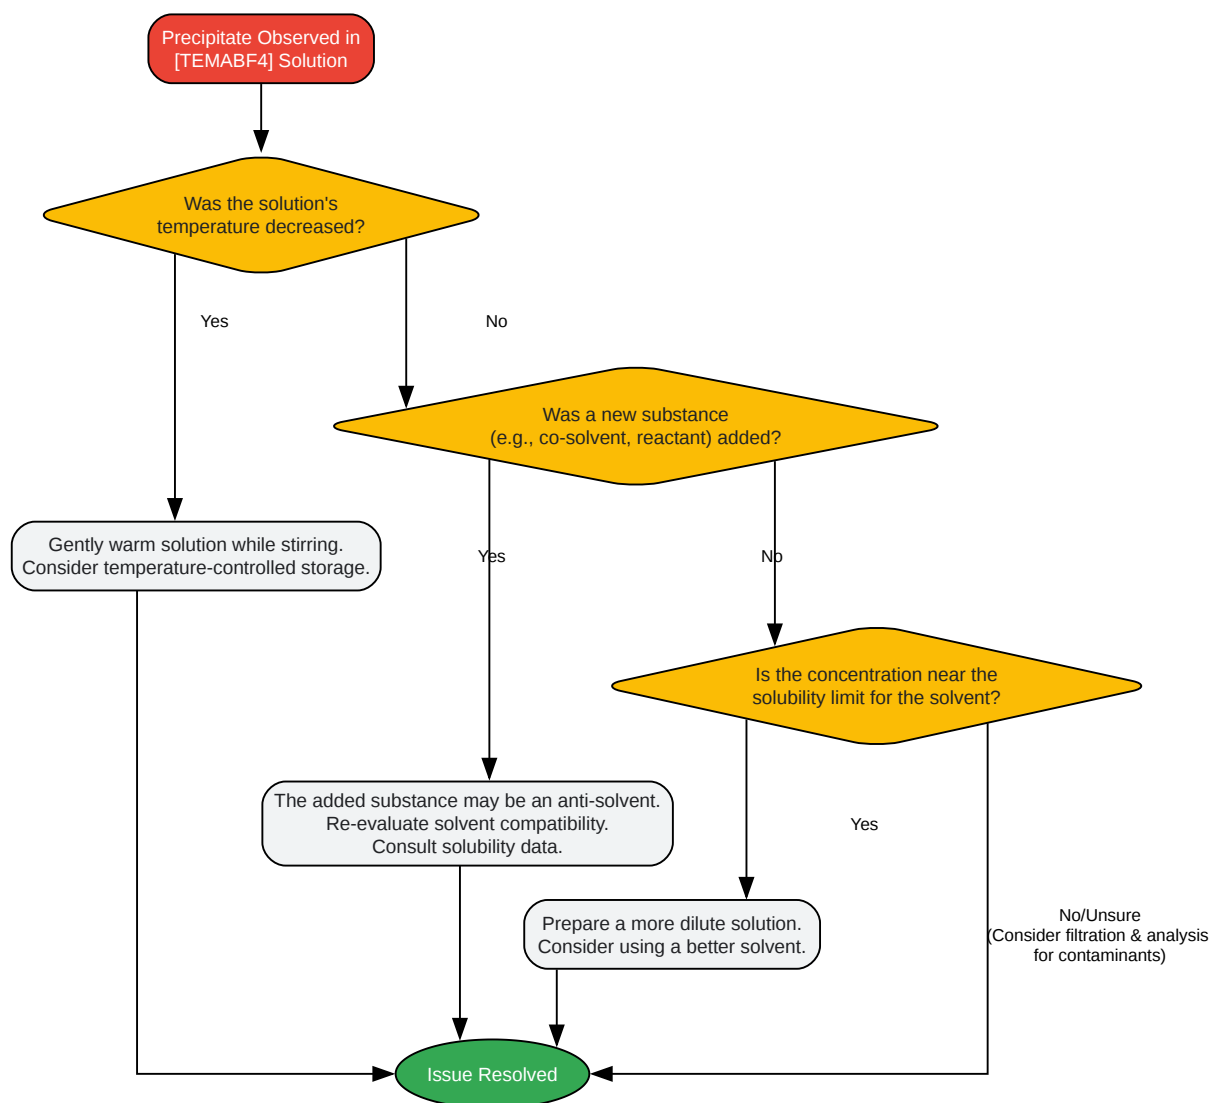 Precipitate Observed in
[TEMABF4] Solution
Was the solution's
temperature decreased?
Yes
No
Was a new substance
(e.g., co-solvent, reactant) added?
Gently warm solution while stirring.
Consider temperature-controlled storage.
Yes
No
Is the concentration near the
solubility limit for the solvent?
The added substance may be an anti-solvent.
Re-evaluate solvent compatibility.
Consult solubility data.
Yes
Prepare a more dilute solution.
Consider using a better solvent.
No/Unsure
(Consider filtration & analysis
for contaminants)
Issue Resolved